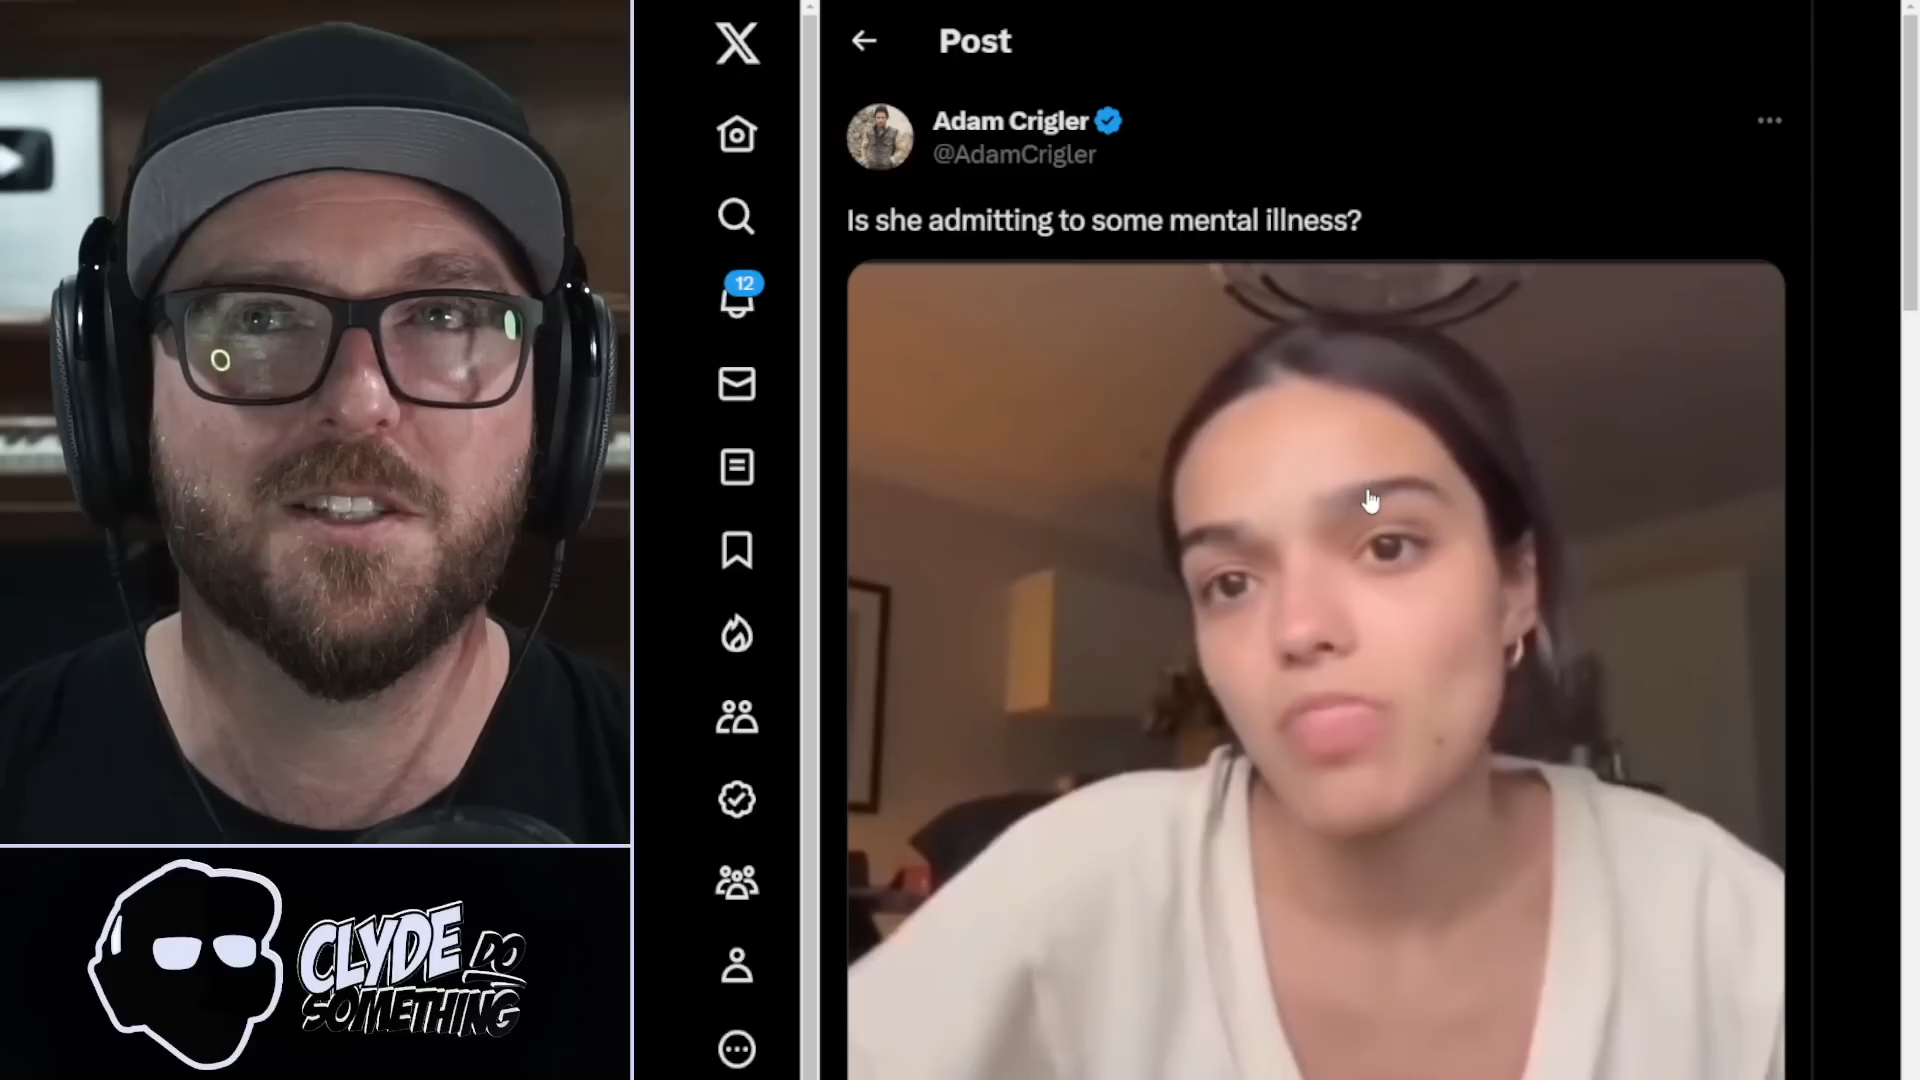 Post
Adam Crigler
@AdamCrigler
Is she admitting to some mental illness?
12
CLYDE DO
SOMETHING